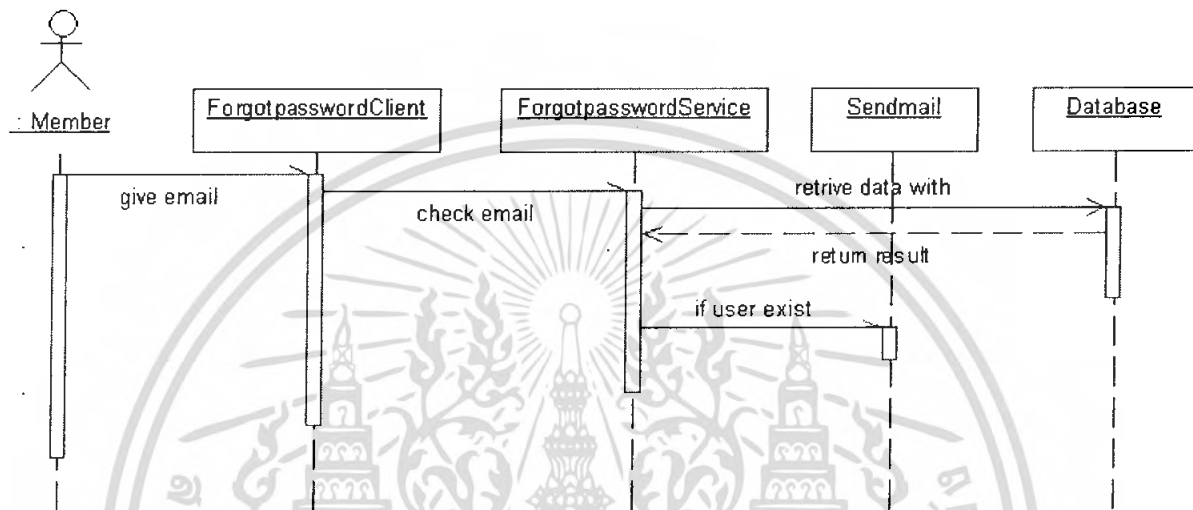 : Member
ForgotpasswordClient
ForgotpasswordService
Sendmail
Database
give email
check email
retrive data with
return result
if user exist